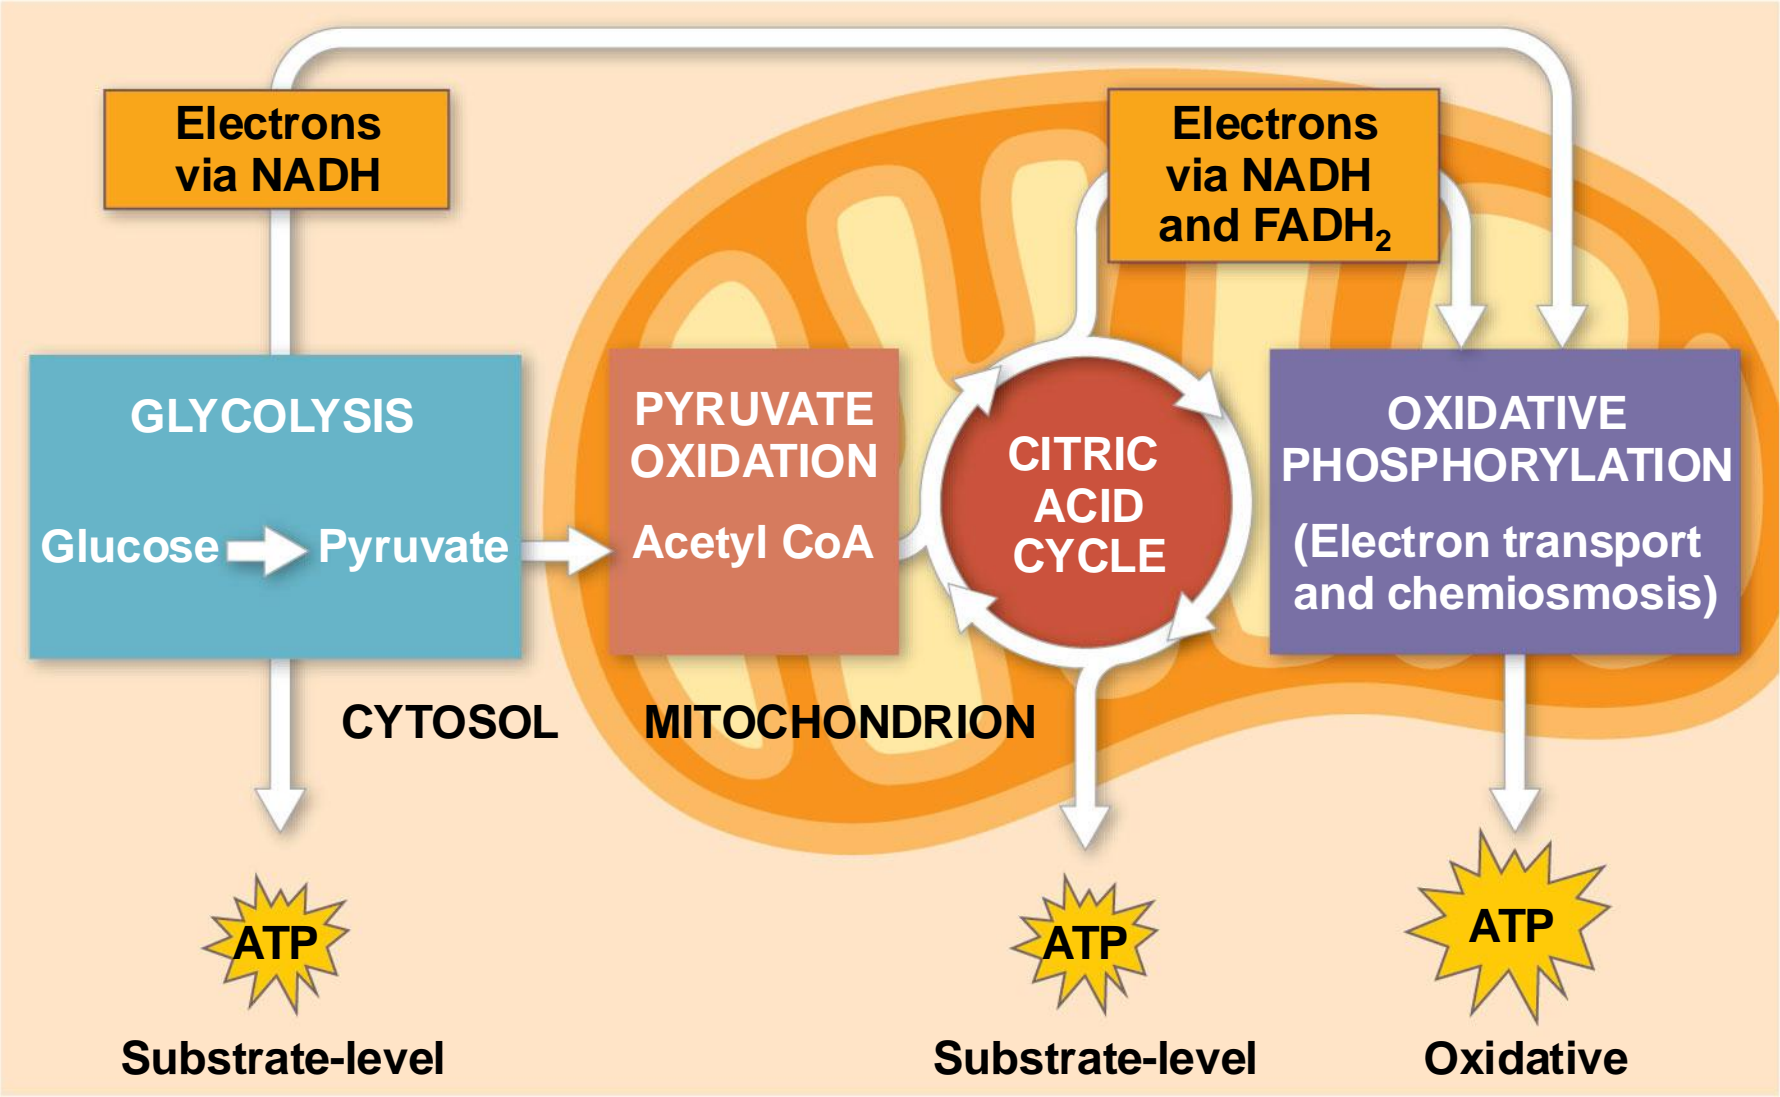 Electrons
via NADH
Electrons
via NADH
and FADH₂
GLYCOLYSIS
Glucose
Pyruvate
PYRUVATE
OXIDATION
Acetyl CoA
CITRIC
ACID
CYCLE
OXIDATIVE
PHOSPHORYLATION
(Electron transport
and chemiosmosis)
CYTOSOL
MITOCHONDRION
ATP
ATP
ATP
Substrate-level
Substrate-level
Oxidative